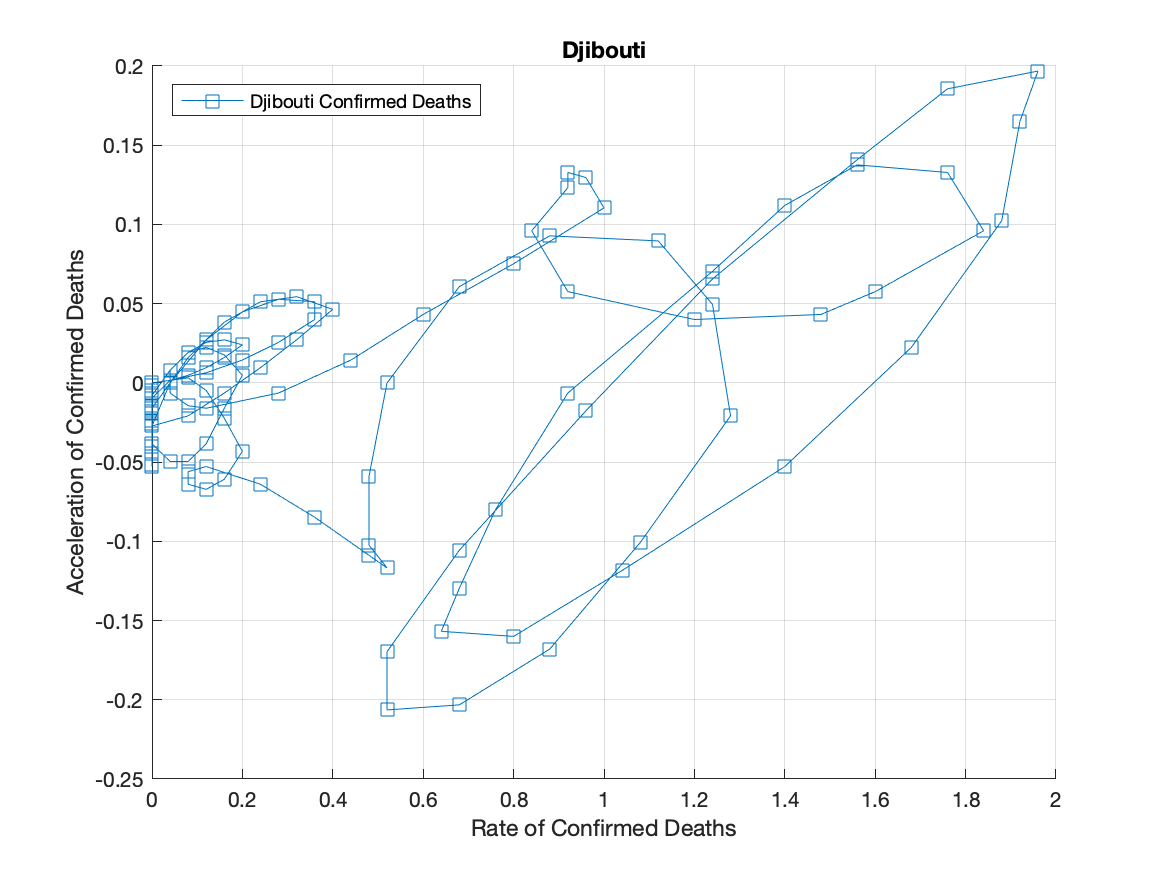 Djibouti
Djibouti Confirmed Deaths
Acceleration of Confirmed Deaths
0.2
0.15
0.1
0.05
0
-0.05
-0.1
-0.15
-0.2
-0.25
0 0.2 0.4 0.6 0.8 1 1.2 1.4 1.6 1.8 2
Rate of Confirmed Deaths